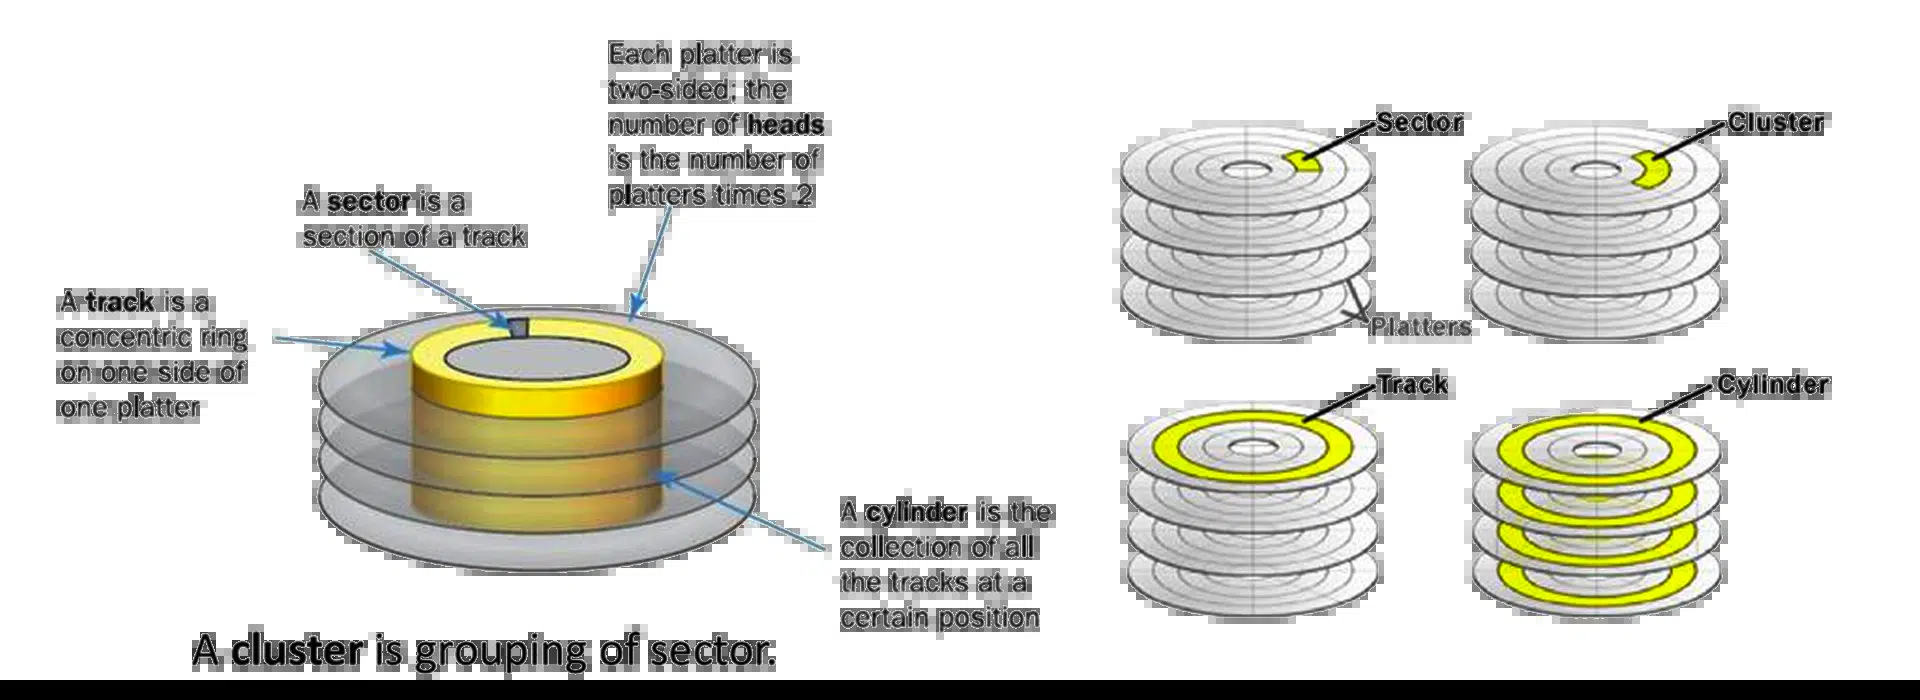 Each platter is
two-sided; the
number of heads
is the number of
platters times 2
A sector is a
section of a track
A track is a
concentric ring
on one side of
one platter
A cylinder is the
collection of all
the tracks at a
certain position
A cluster is grouping of sector.
Sector
Cluster
Platters
Track
Cylinder